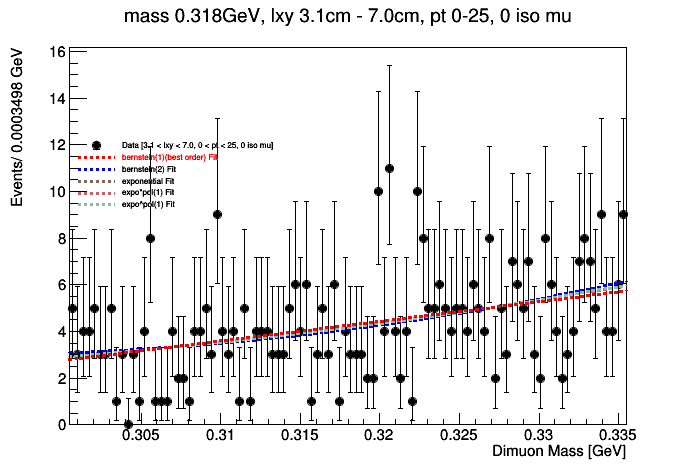 mass 0.318GeV, lxy 3.1cm - 7.0cm, pt 0-25, 0 iso mu
Events/ 0.0003498 GeV
16
14
12
10
8
6
4
2
0
Data [3.1 < lxy < 7.0, 0 < pt < 25, 0 iso mu]
bernstein(1)(best order) Fit
bernstein(2) Fit
exponential Fit
expo*pol(1) Fit
expo^pol(1) Fit
0.305 0.31 0.315 0.32 0.325 0.33 0.335
Dimuon Mass [GeV]